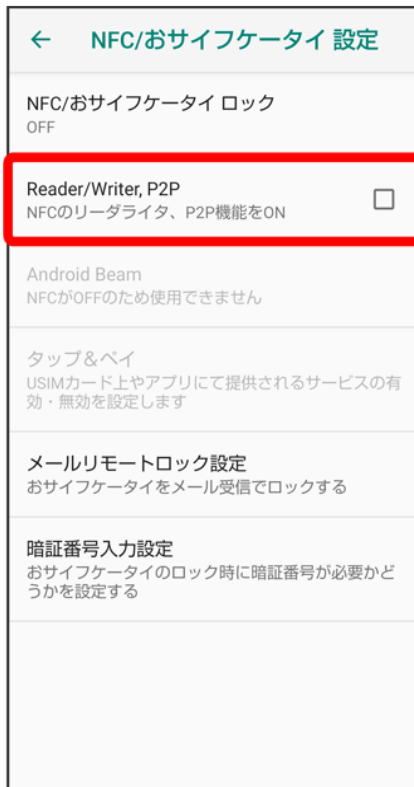 ← NFC/おサイフケータイ 設定
NFC/おサイフケータイ ロック
OFF
Reader/Writer, P2P
NFCのリーダライタ、P2P機能をON
Android Beam
NFCがOFFのため使用できません
タップ＆ペイ
USIMカード上やアプリにて提供されるサービスの有
効・無効を設定します
メールリモートロック設定
おサイフケータイをメール受信でロックする
暗証番号入力設定
おサイフケータイのロック時に暗証番号が必要かど
うかを設定する